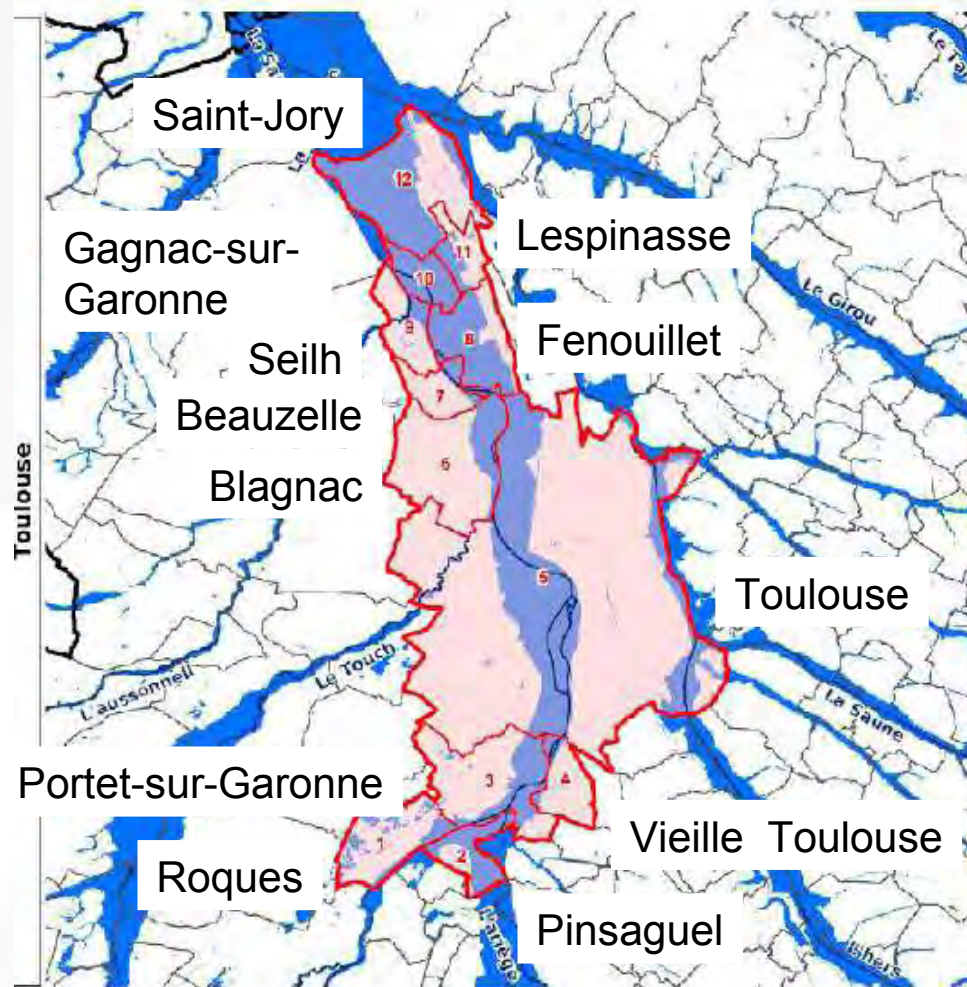 Saint-Jory
12
Gagnac-sur-
Garonne
Lespinasse
11
10
Le Girou
9
8
Fenouillet
Seilh
7
Beauzelle
6
Blagnac
Toulouse
5
Toulouse
L'aussonnell
Le Touch
La Saune
Portet-sur-Garonne
3
4
1
2
Vieille Toulouse
Roques
Pinsaguel
L'ariège